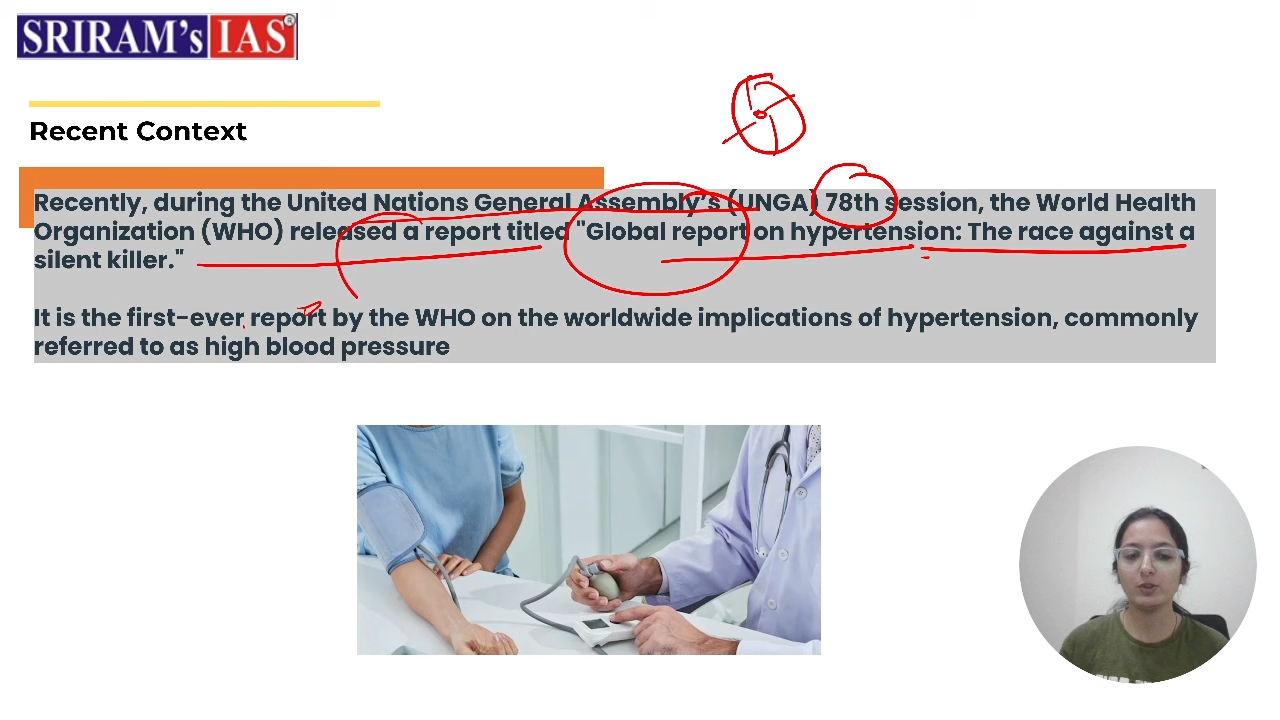 SRIRAM's IAS®
Recent Context
Recently, during the United Nations General Assembly's (UNGA) 78th session, the World Health
Organization (WHO) released a report titled "Global report on hypertension: The race against a
silent killer."
It is the first-ever report by the WHO on the worldwide implications of hypertension, commonly
referred to as high blood pressure